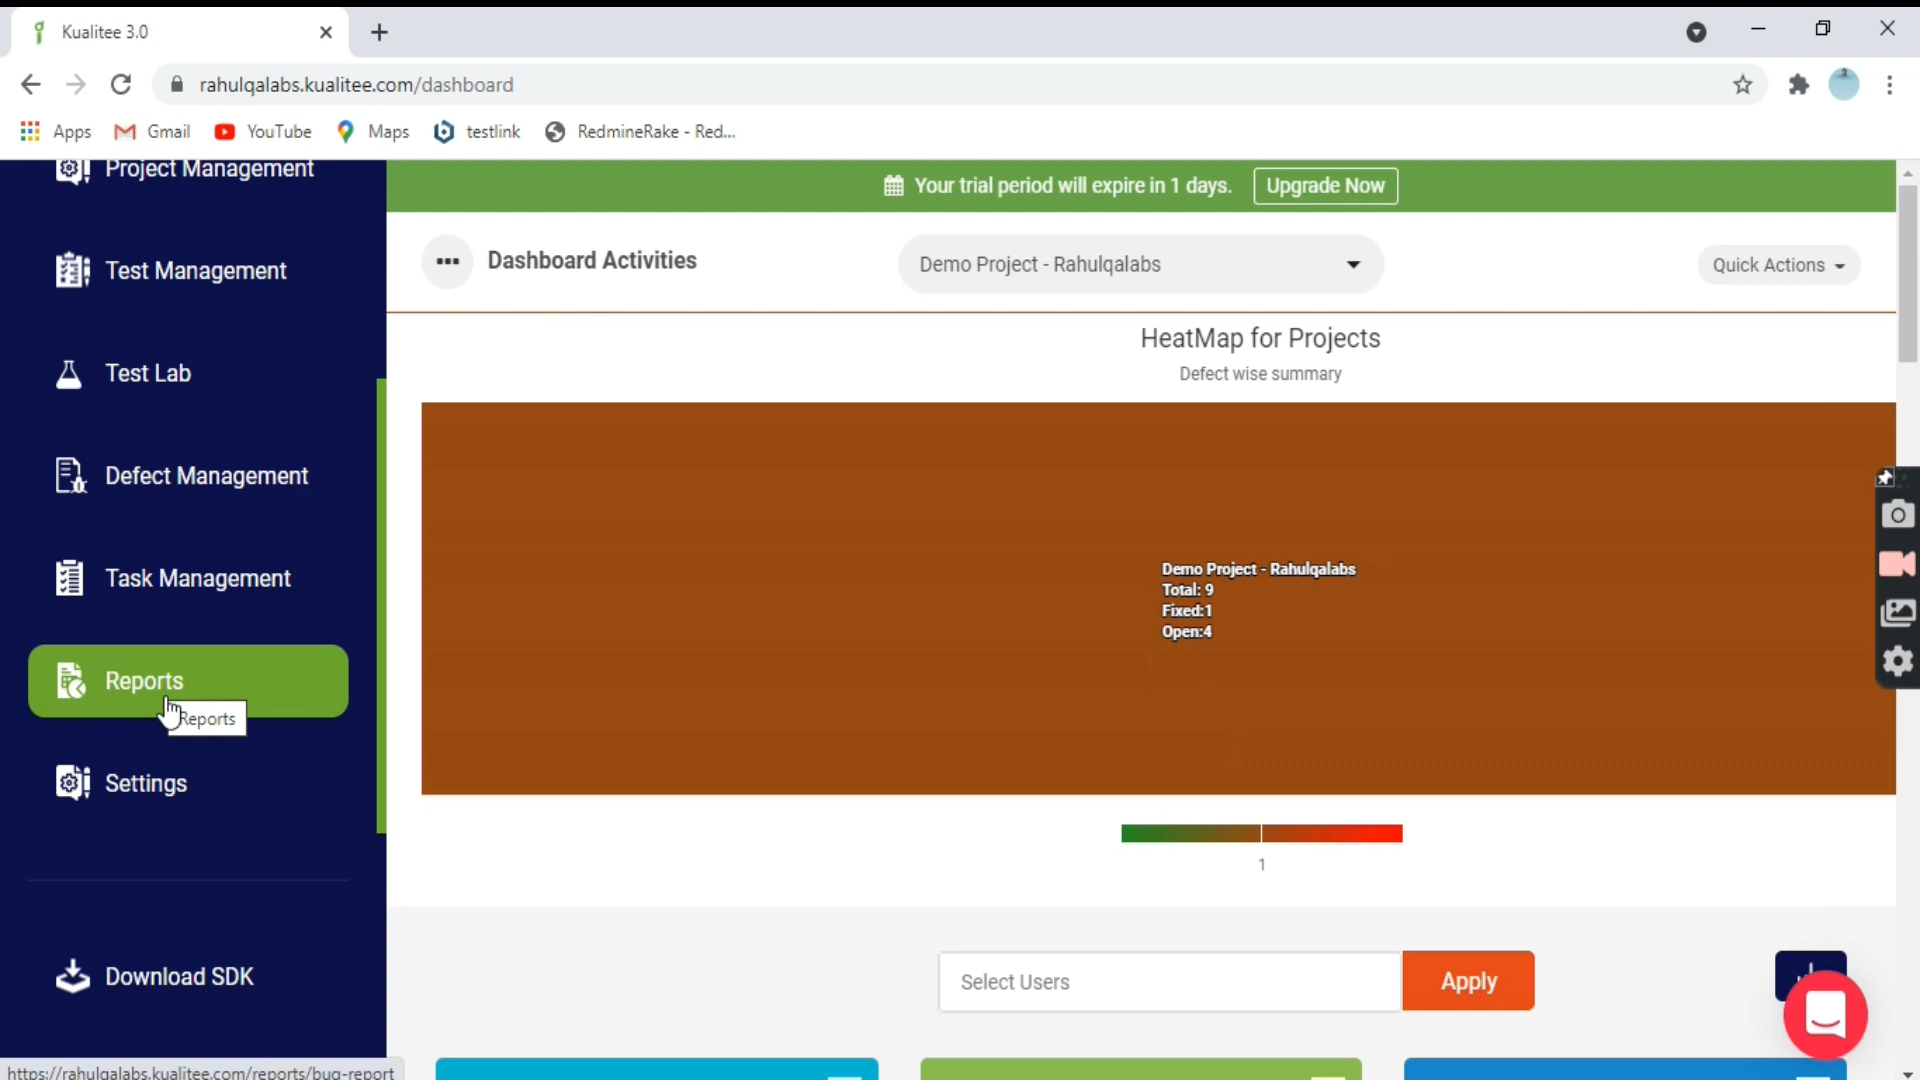 Kualitee 3.0
rahulqalabs.kualitee.com/dashboard
Apps
Gmail
YouTube
Maps
testlink
RedmineRake - Red...
Project Management
Test Management
Test Lab
Defect Management
Task Management
Reports
Reports
Settings
Download SDK
https://rahulqalabs.kualitee.com/reports/bug-report
Your trial period will expire in 1 days.
Upgrade Now
Dashboard Activities
Demo Project - Rahulqalabs
Quick Actions
HeatMap for Projects
Defect wise summary
Demo Project - Rahulqalabs
Total: 9
Fixed:1
Open:4
1
Select Users
Apply